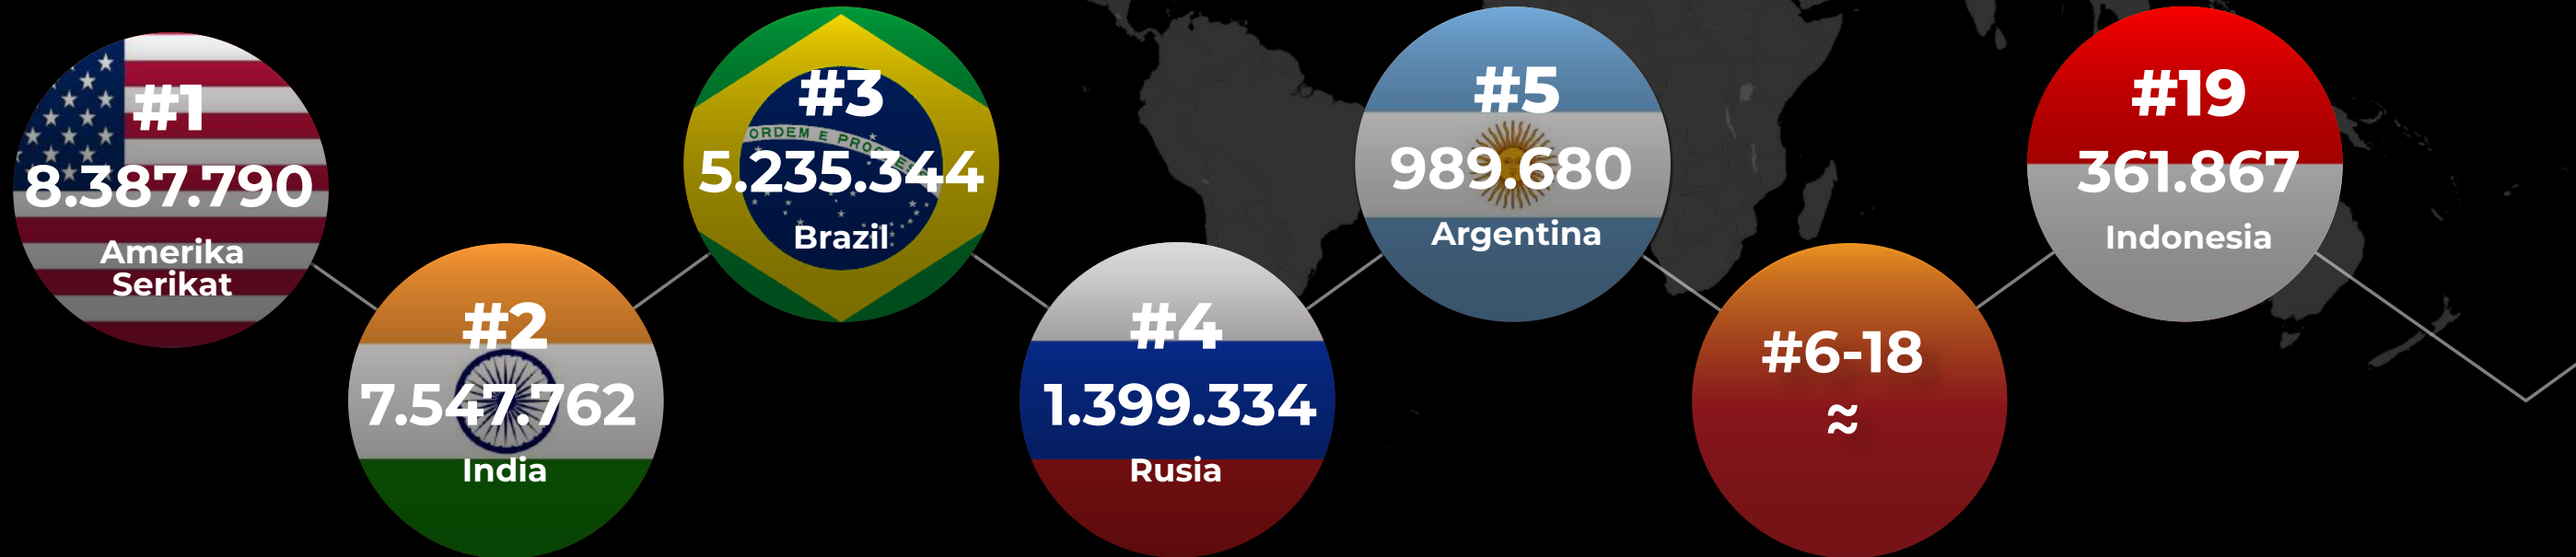 #1
8.387.790
Amerika
Serikat
#2
7.547.762
India
#3
ORDEM E PROGRESSO
5.235.344
Brazil
#4
1.399.334
Rusia
#5
989.680
Argentina
#6-18
≈
#19
361.867
Indonesia